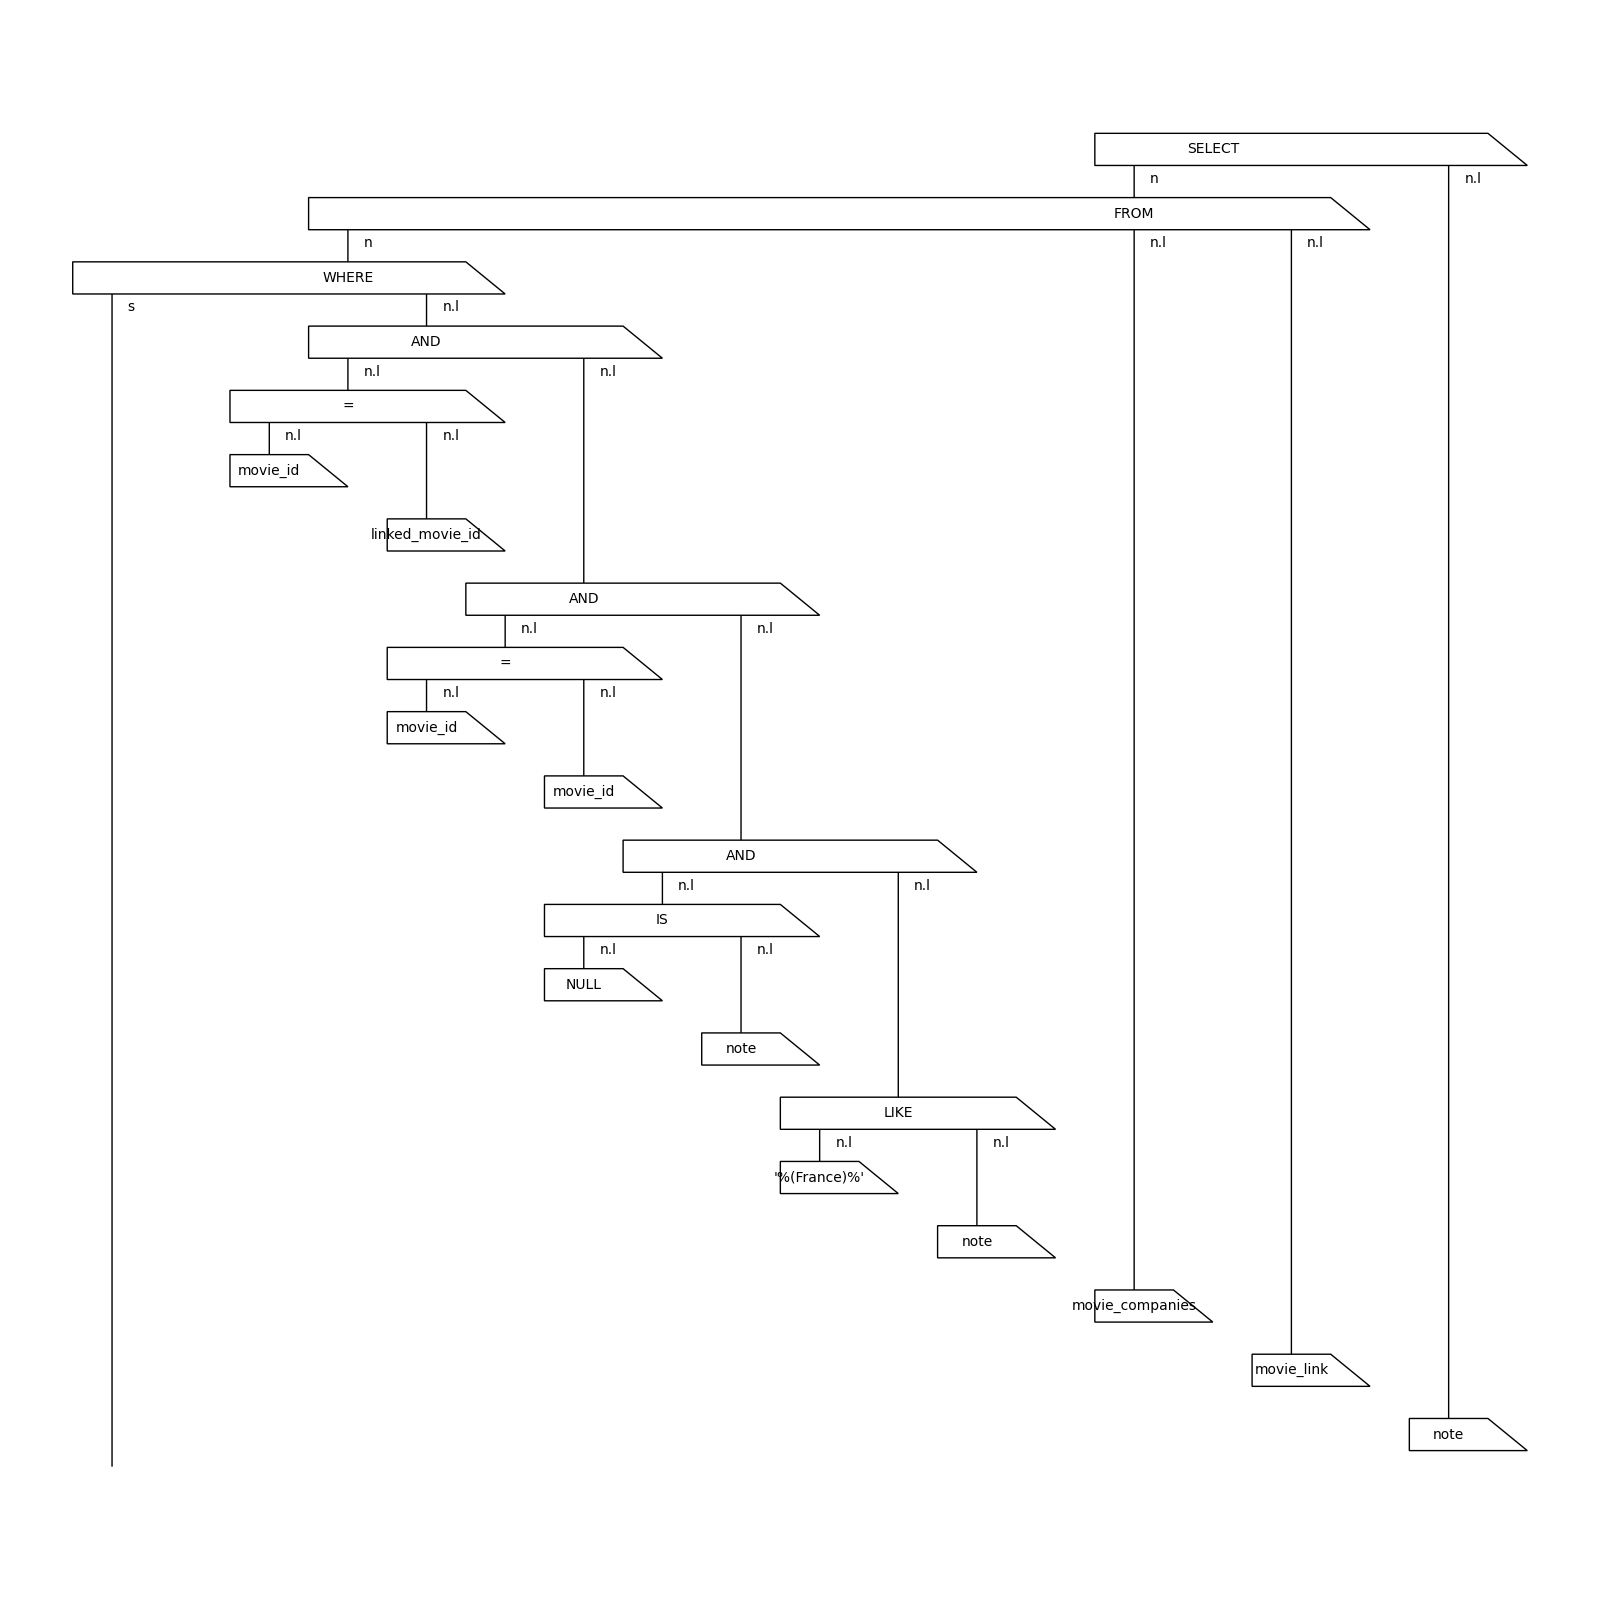 SELECT
n n.l
FROM
n n.l n.l
WHERE
s n.l
AND
n.l n.l
=
n.l n.l
movie_id
linked_movie_id
AND
n.l n.l
=
n.l n.l
movie_id
movie_id
AND
n.l n.l
IS
n.l n.l
NULL
note
LIKE
n.l n.l
'%(France)%'
note
movie_companies
movie_link
note